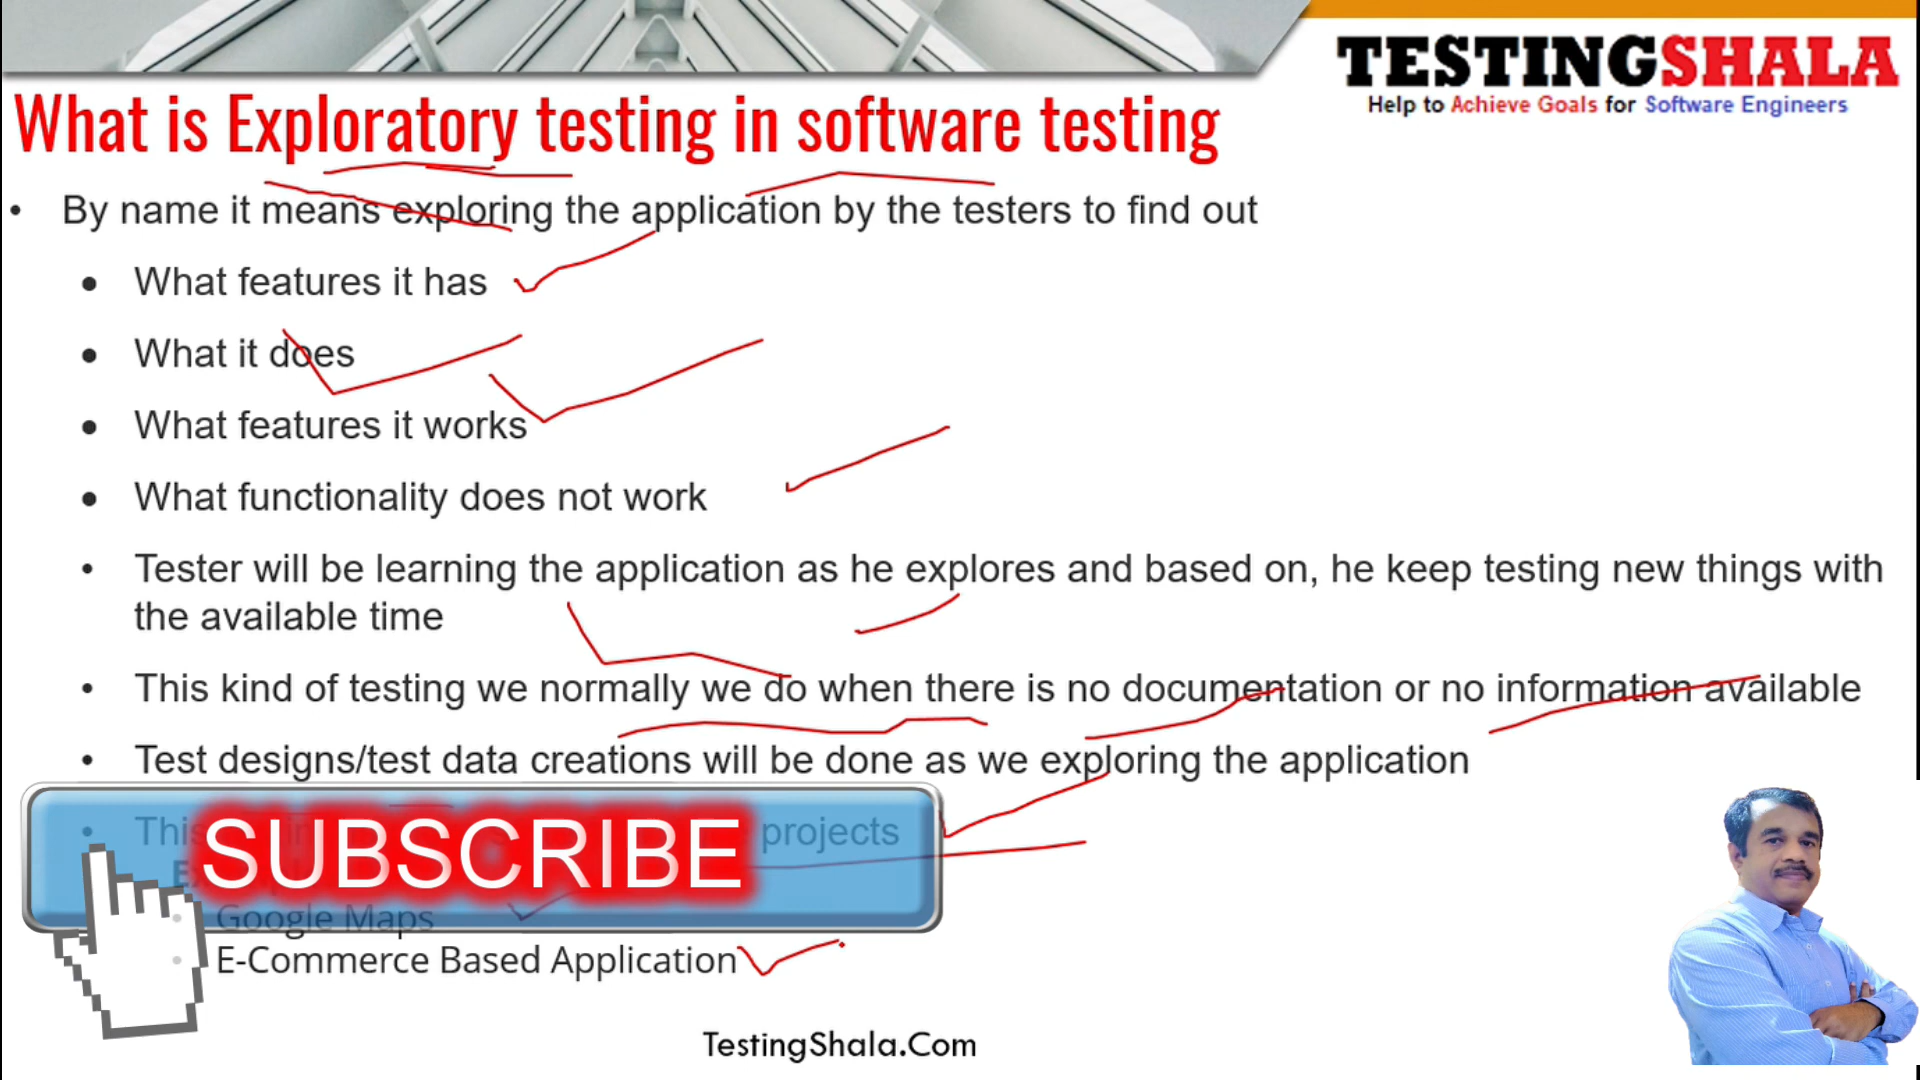 TESTINGSHALA
Help to Achieve Goals for Software Engineers
What is Exploratory testing in software testing
• By name it means exploring the application by the testers to find out
• What features it has
• What it does
• What features it works
• What functionality does not work
• Tester will be learning the application as he explores and based on, he keep testing new things with
the available time
• This kind of testing we normally we do when there is no documentation or no information available
• Test designs/test data creations will be done as we exploring the application
• projects
SUBSCRIBE
Google Maps
E-Commerce Based Application
TestingShala.Com